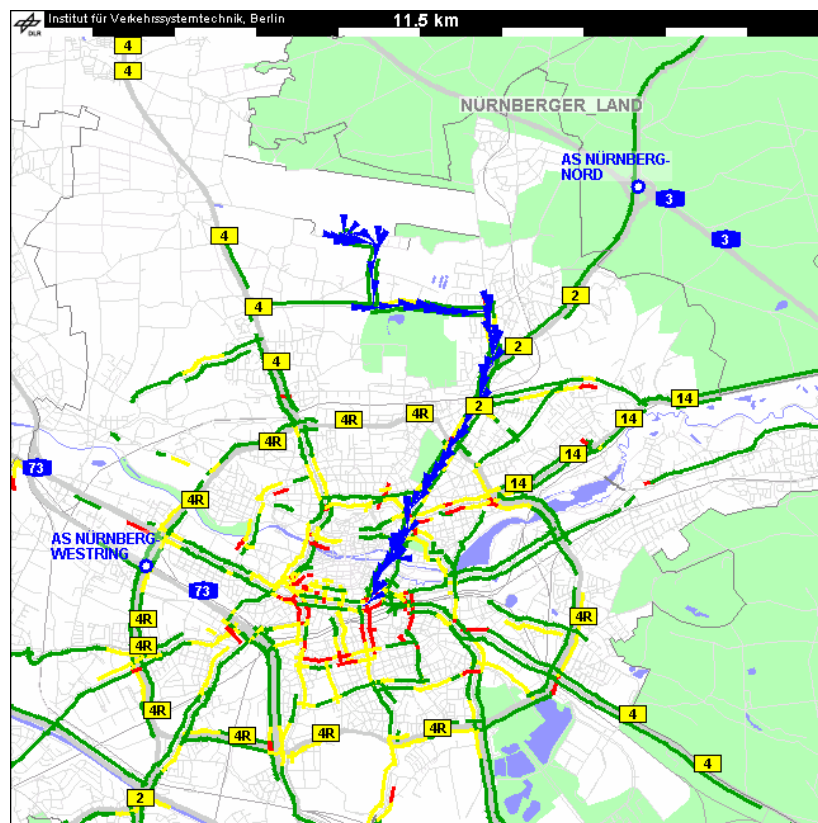 Institut für Verkehrssystemtechnik, Berlin
11.5 km
DLR
4
4
NÜRNBERGER_LAND
AS NÜRNBERG-
NORD
3
3
4
2
4
2
4
14
2
14
4R
4R
4R
14
73
14
4R
AS NÜRNBERG-
WESTRING
73
4R
4R
4R
4R
4
4R
4R
4R
4
2